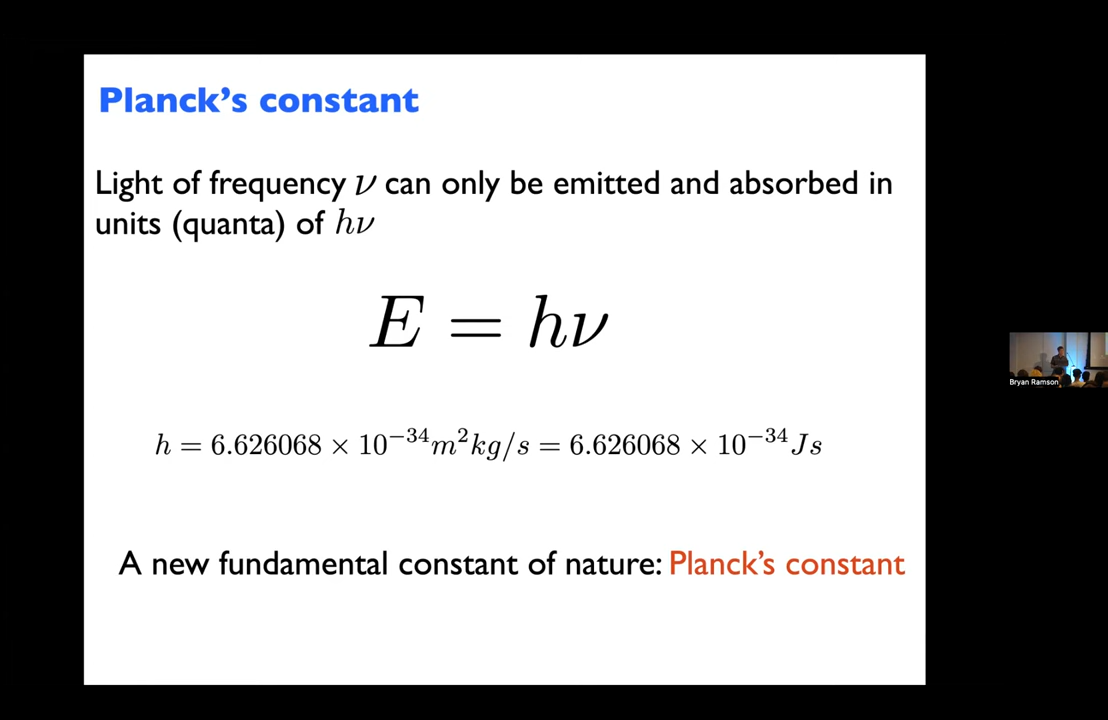 Planck's constant
Light of frequency ν can only be emitted and absorbed in
units (quanta) of hν
E = hν
h = 6.626068 × 10⁻³⁴m²kg/s = 6.626068 × 10⁻³⁴Js
A new fundamental constant of nature: Planck's constant
Bryan Ramson